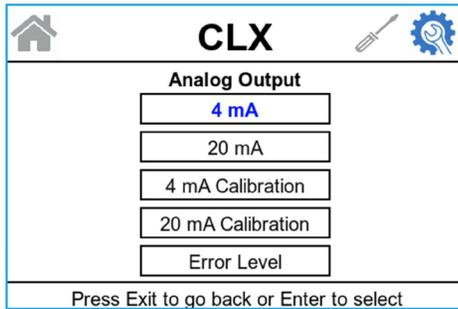 CLX
Analog Output
4 mA
20 mA
4 mA Calibration
20 mA Calibration
Error Level
Press Exit to go back or Enter to select